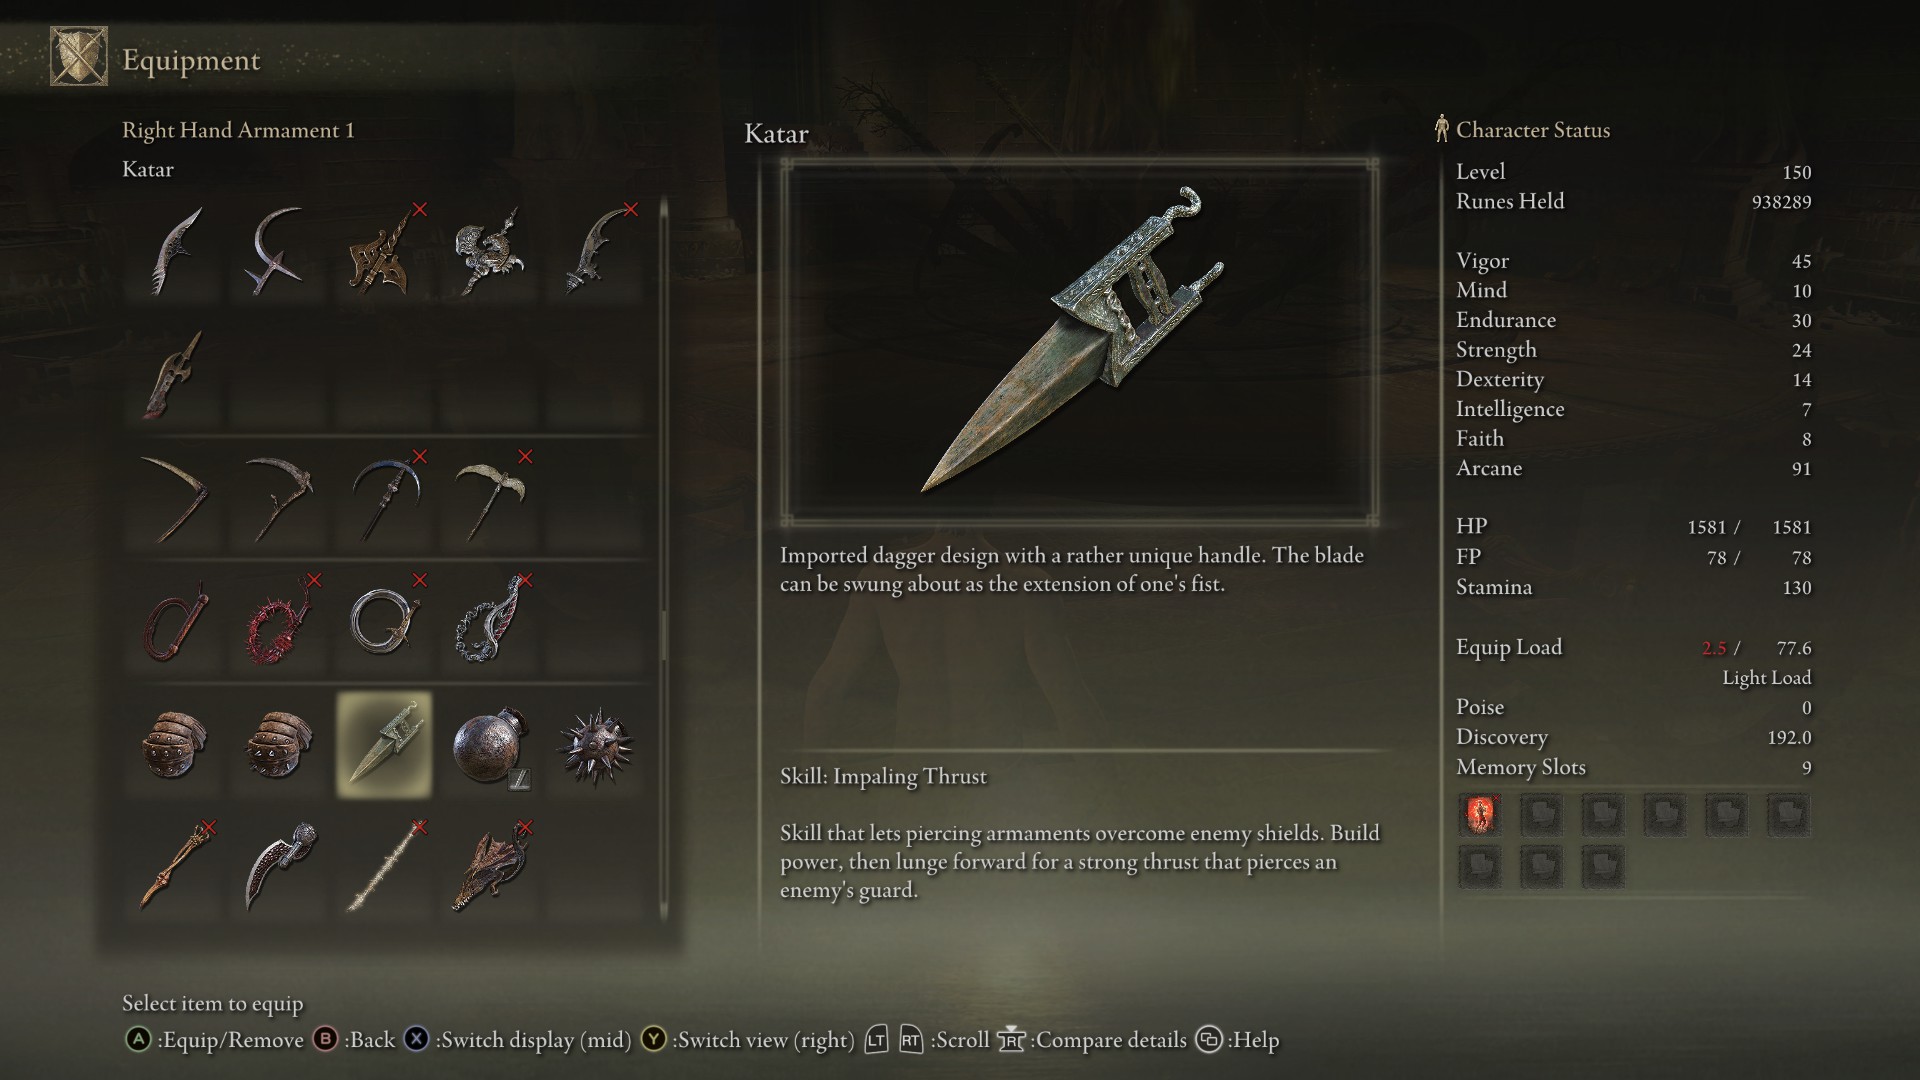 Equipment
Right Hand Armament 1
Katar
Katar
Imported dagger design with a rather unique handle. The blade
can be swung about as the extension of one's fist.
Skill: Impaling Thrust
Skill that lets piercing armaments overcome enemy shields. Build
power, then lunge forward for a strong thrust that pierces an
enemy's guard.
Character Status
Level 150
Runes Held 938289
Vigor 45
Mind 10
Endurance 30
Strength 24
Dexterity 14
Intelligence 7
Faith 8
Arcane 91
HP 1581 / 1581
FP 78 / 78
Stamina 130
Equip Load 2.5 / 77.6
Light Load
Poise 0
Discovery 192.0
Memory Slots 9
Select item to equip
A :Equip/Remove B :Back X :Switch display (mid) Y :Switch view (right) LT RT :Scroll R :Compare details :Help